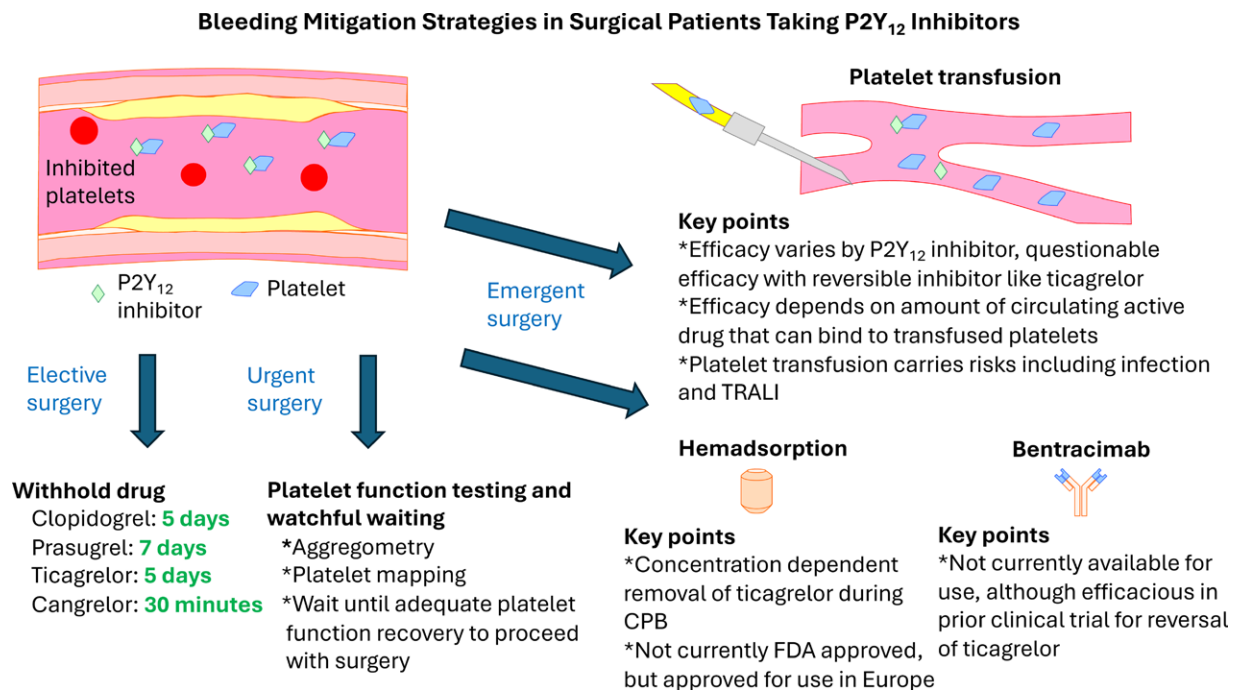 Bleeding Mitigation Strategies in Surgical Patients Taking P2Y₁₂ Inhibitors
Inhibited
platelets
P2Y₁₂
inhibitor
Platelet
Elective
surgery
Urgent
surgery
Emergent
surgery
Withhold drug
Clopidogrel: 5 days
Prasugrel: 7 days
Ticagrelor: 5 days
Cangrelor: 30 minutes
Platelet function testing and
watchful waiting
*Aggregometry
*Platelet mapping
*Wait until adequate platelet
function recovery to proceed
with surgery
Platelet transfusion
Key points
*Efficacy varies by P2Y₁₂ inhibitor, questionable
efficacy with reversible inhibitor like ticagrelor
*Efficacy depends on amount of circulating active
drug that can bind to transfused platelets
*Platelet transfusion carries risks including infection
and TRALI
Hemadsorption
Key points
*Concentration dependent
removal of ticagrelor during
CPB
*Not currently FDA approved,
but approved for use in Europe
Bentracimab
Key points
*Not currently available for
use, although efficacious in
prior clinical trial for reversal
of ticagrelor